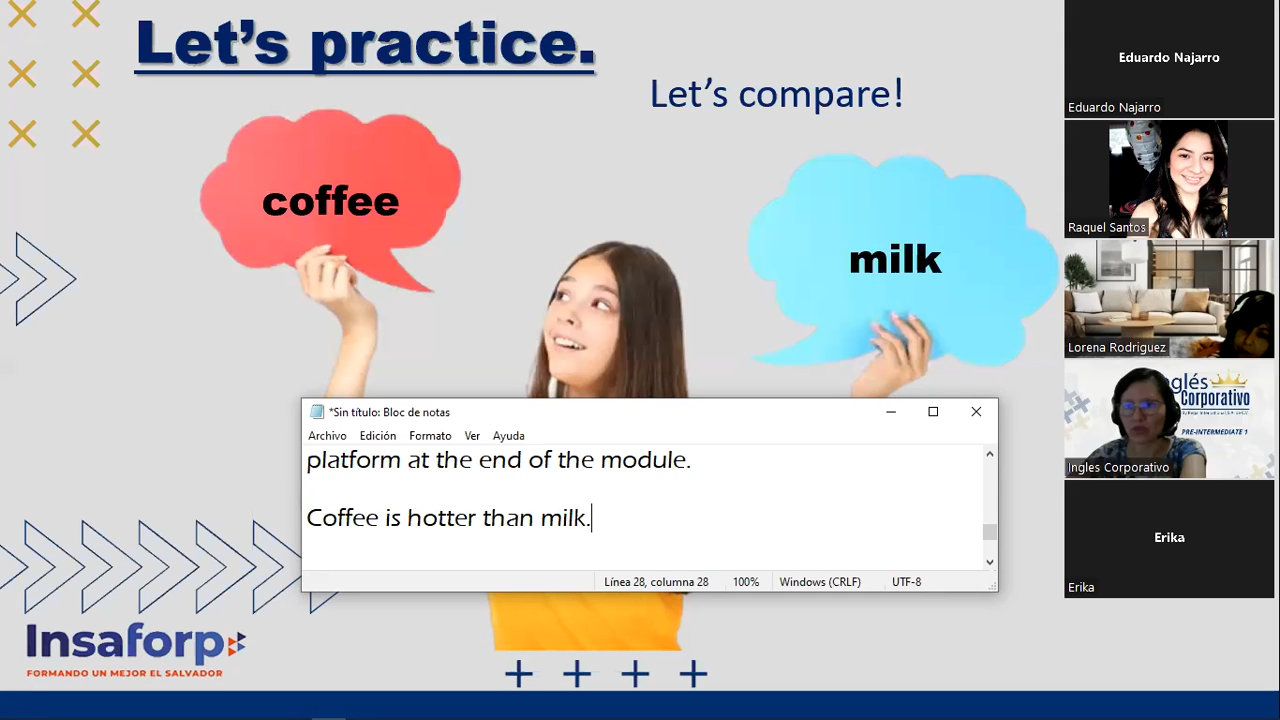 Let's practice.
Let's compare!
coffee
milk
*Sin título: Bloc de notas
Archivo Edición Formato Ver Ayuda
platform at the end of the module.
Coffee is hotter than milk.
Línea 28, columna 28 100% Windows (CRLF) UTF-8
Insaforp
FORMANDO UN MEJOR EL SALVADOR
Eduardo Najarro
Eduardo Najarro
Raquel Santos
Lorena Rodriguez
nglés
Corporativo
PRE-INTERMEDIATE 1
Ingles Corporativo
Erika
Erika